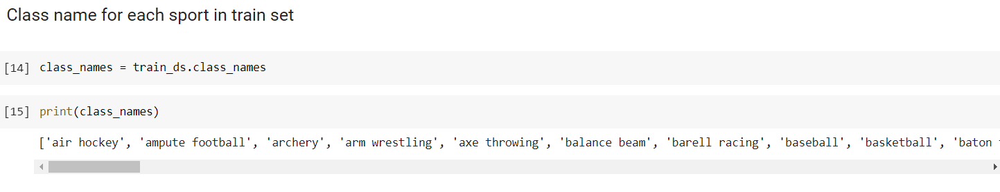 Class name for each sport in train set
[14] class_names = train_ds.class_names
[15] print(class_names)
['air hockey', 'ampute football', 'archery', 'arm wrestling', 'axe throwing', 'balance beam', 'barell racing', 'baseball', 'basketball', 'baton